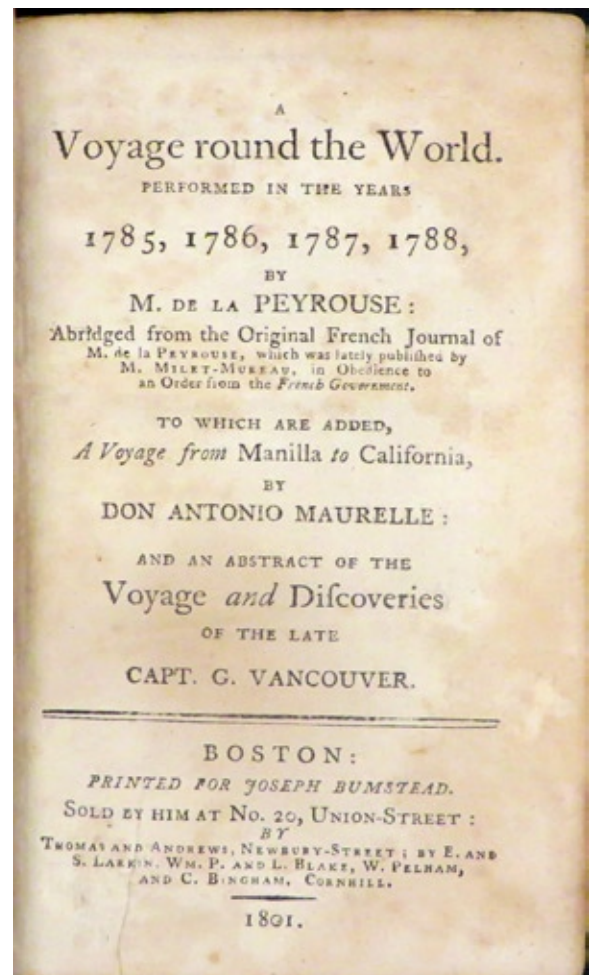 A
Voyage round the World.
PERFORMED IN THE YEARS
1785, 1786, 1787, 1788,
BY
M. DE LA PEYROUSE:
Abridged from the Original French Journal of
M. de la PEYROUSE, which was lately published by
M. MILET-MUREAU, in Obedience to
an Order from the French Government.
TO WHICH ARE ADDED,
A Voyage from Manilla to California,
BY
DON ANTONIO MAURELLE:
AND AN ABSTRACT OF THE
Voyage and Diſcoveries
OF THE LATE
CAPT. G. VANCOUVER.
BOSTON:
PRINTED FOR JOSEPH BUMSTEAD.
SOLD BY HIM AT No. 20, UNION-STREET:
BY
THOMAS AND ANDREWS, NEWBURY-STREET; BY E. AND
S. LARKIN, WM. P. AND L. BLAKE, W. PELHAM,
AND C. BINGHAM, CORNHILL.
1801.